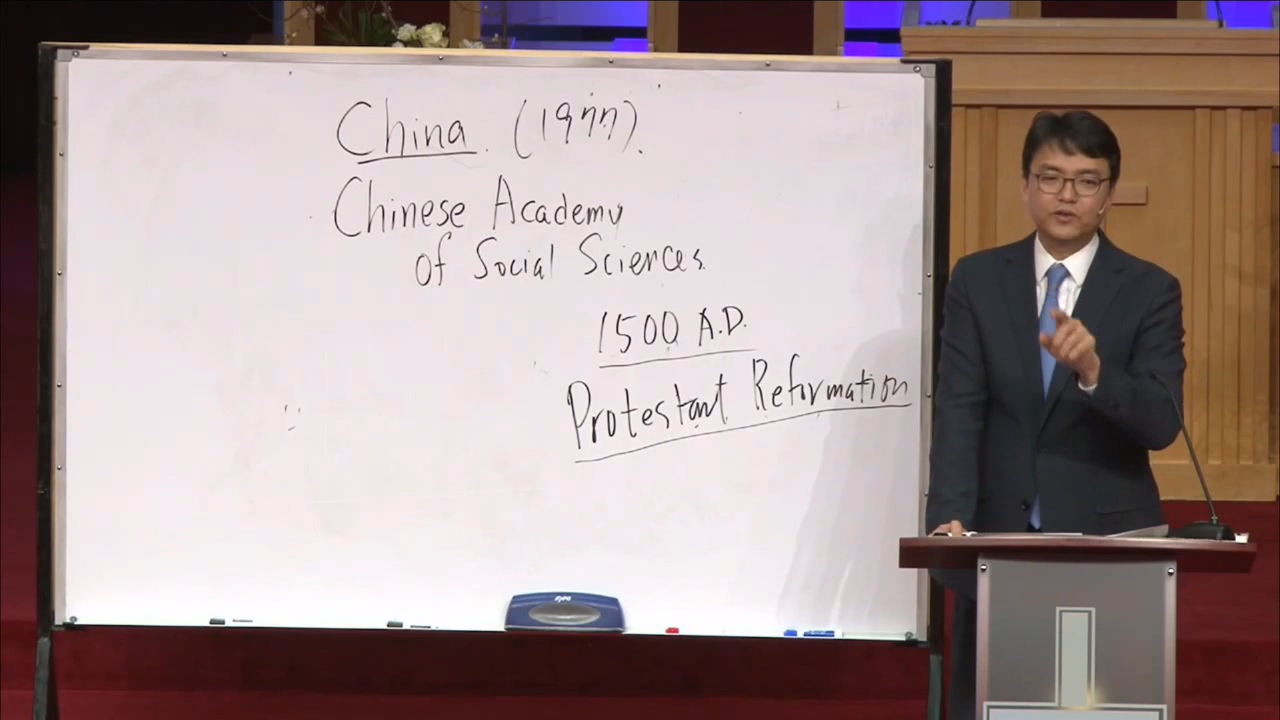 China. (1977).
Chinese Academy
of Social Sciences.
1500 A.D.
Protestant Reformation